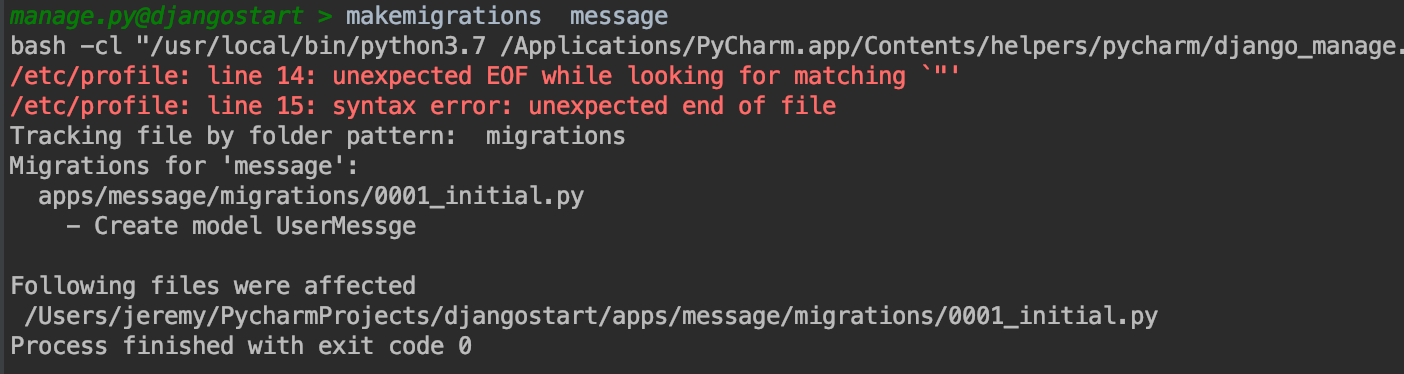 manage.py@djangostart > makemigrations  message
bash -cl "/usr/local/bin/python3.7 /Applications/PyCharm.app/Contents/helpers/pycharm/django_manage.
/etc/profile: line 14: unexpected EOF while looking for matching `"'
/etc/profile: line 15: syntax error: unexpected end of file
Tracking file by folder pattern:  migrations
Migrations for 'message':
  apps/message/migrations/0001_initial.py
    - Create model UserMessge
Following files were affected
 /Users/jeremy/PycharmProjects/djangostart/apps/message/migrations/0001_initial.py
Process finished with exit code 0